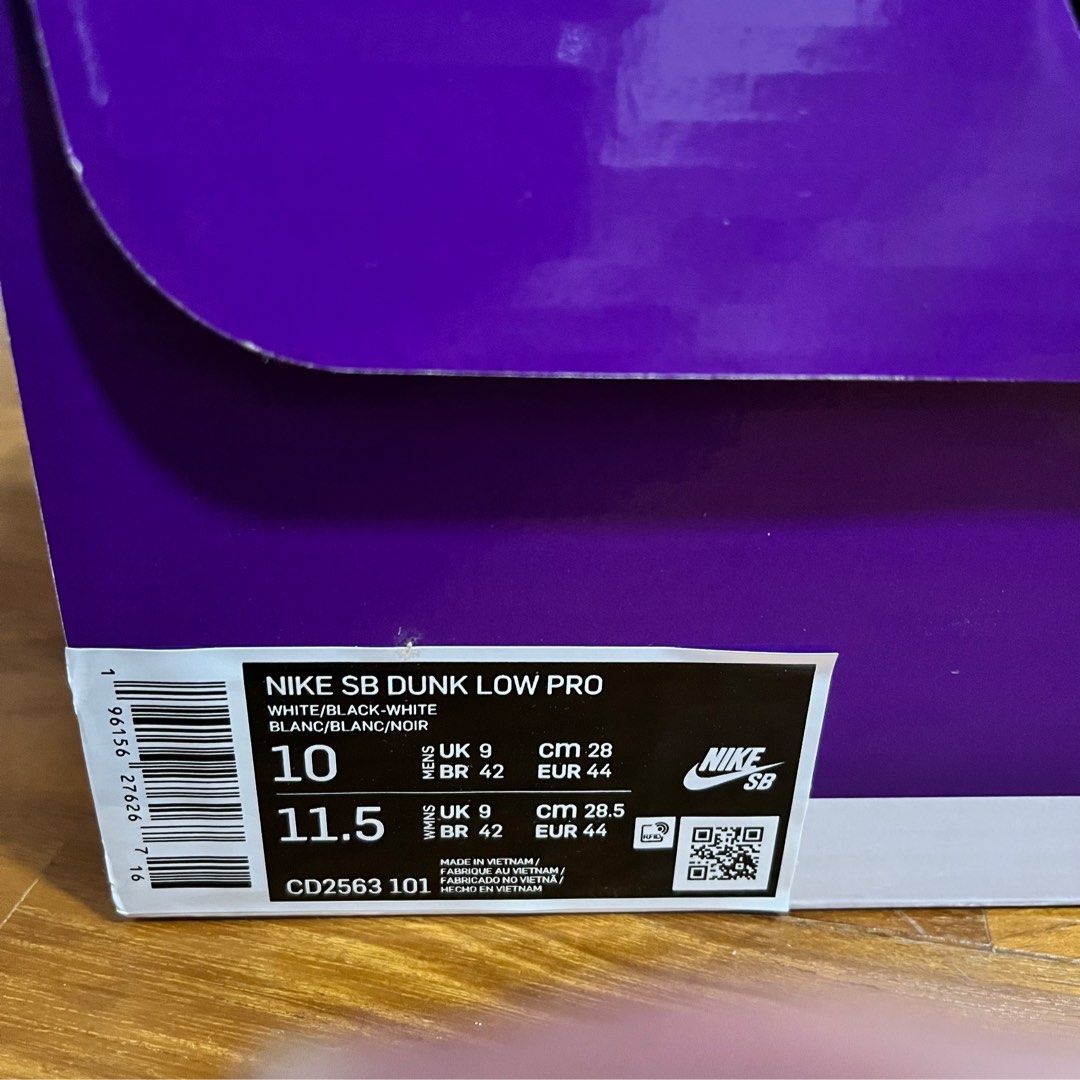 NIKE SB DUNK LOW PRO
WHITE/BLACK-WHITE
BLANC/BLANC/NOIR
10 MENS UK 9 cm 28
BR 42 EUR 44
11.5 WMNS UK 9 cm 28.5
BR 42 EUR 44
CD2563 101
MADE IN VIETNAM /
FABRIQUE AU VIETNAM /
FABRICADO NO VIETNÃ /
HECHO EN VIETNAM
NIKE
SB
RFID
1 96156 27626 7 16